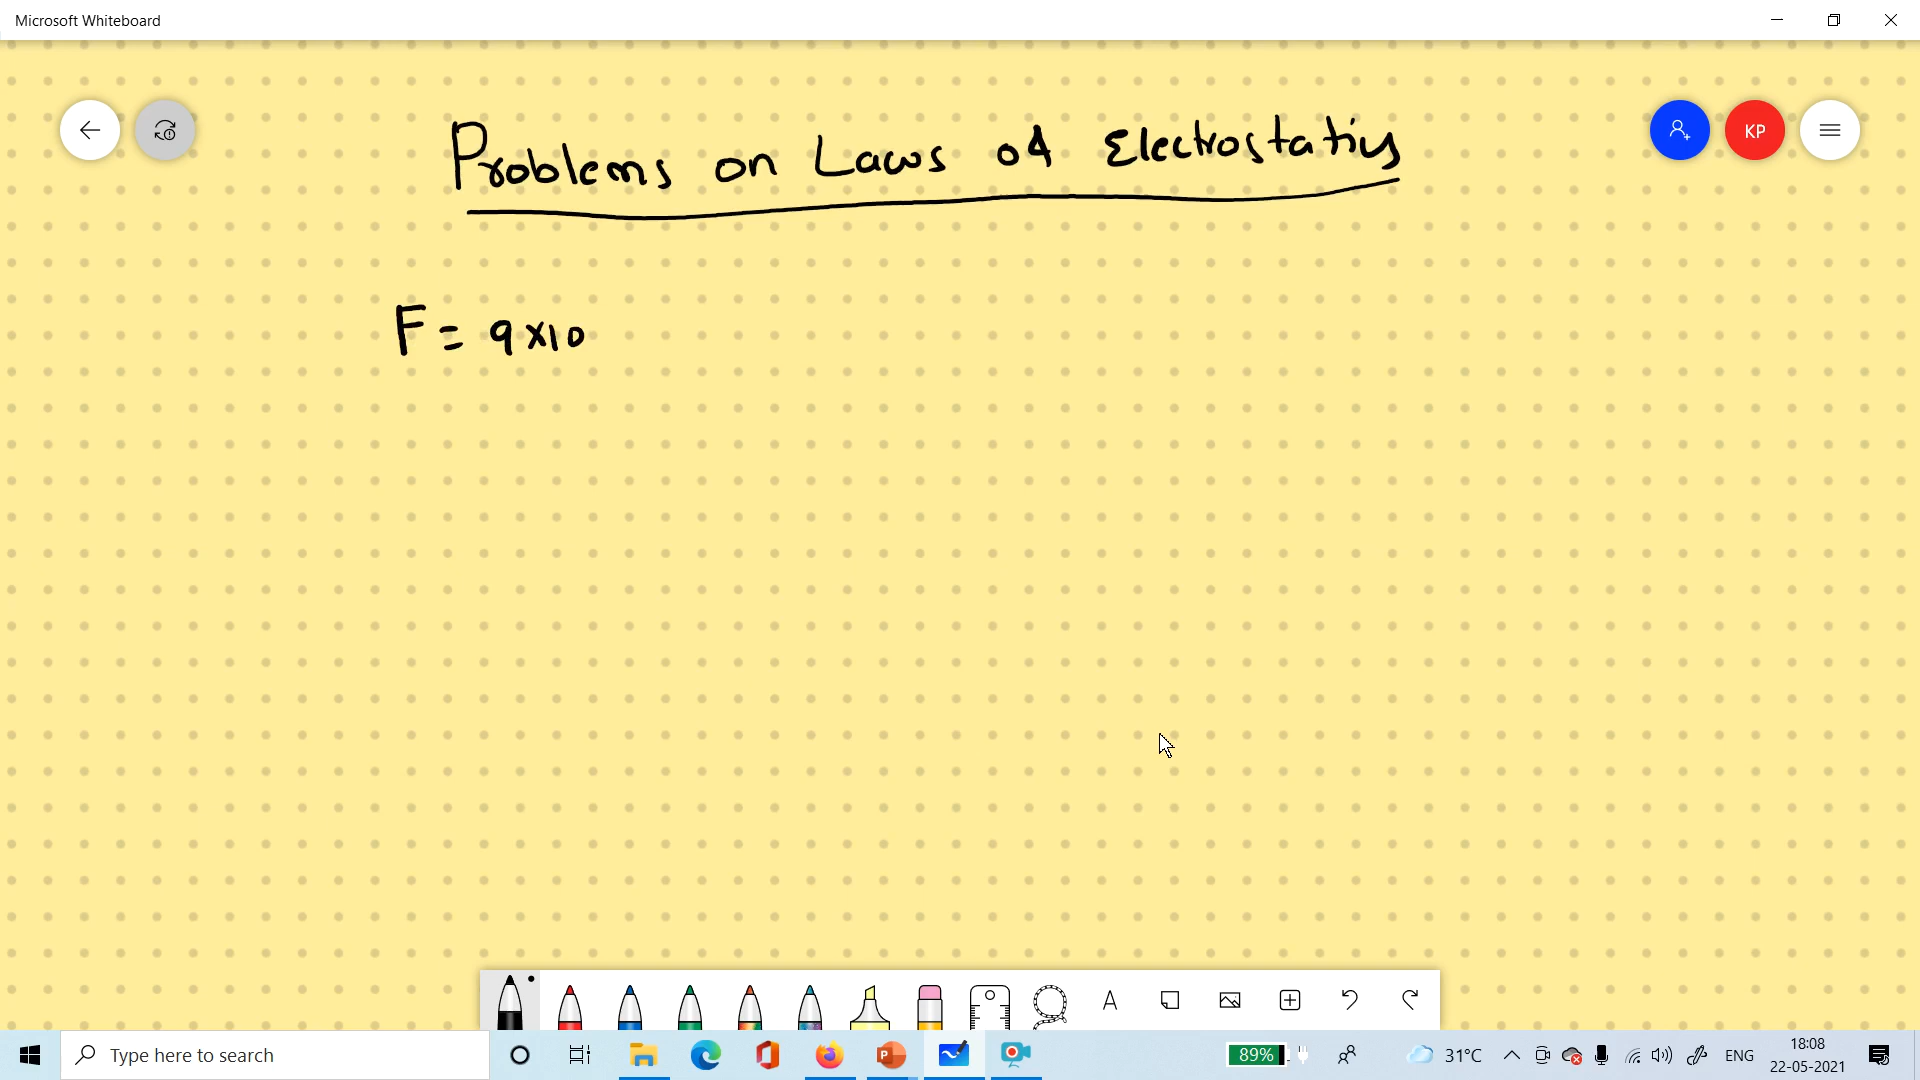 Microsoft Whiteboard
KP
Problems on Laws of Electrostatics
F = 9x10
A
P
Type here to search
89%
31°C
ENG
18:08
22-05-2021